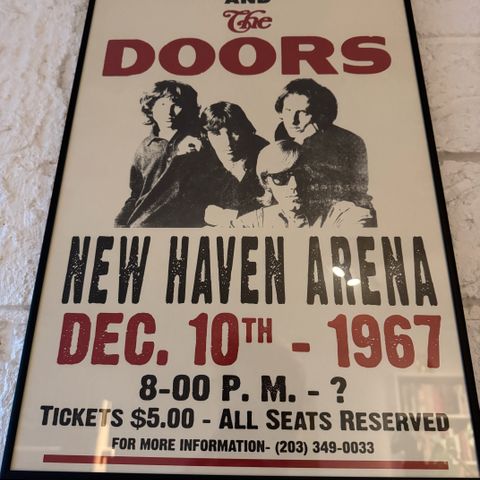 AND
The
DOORS
NEW HAVEN ARENA
DEC. 10TH - 1967
8-00 P. M. - ?
TICKETS $5.00 - ALL SEATS RESERVED
FOR MORE INFORMATION- (203) 349-0033